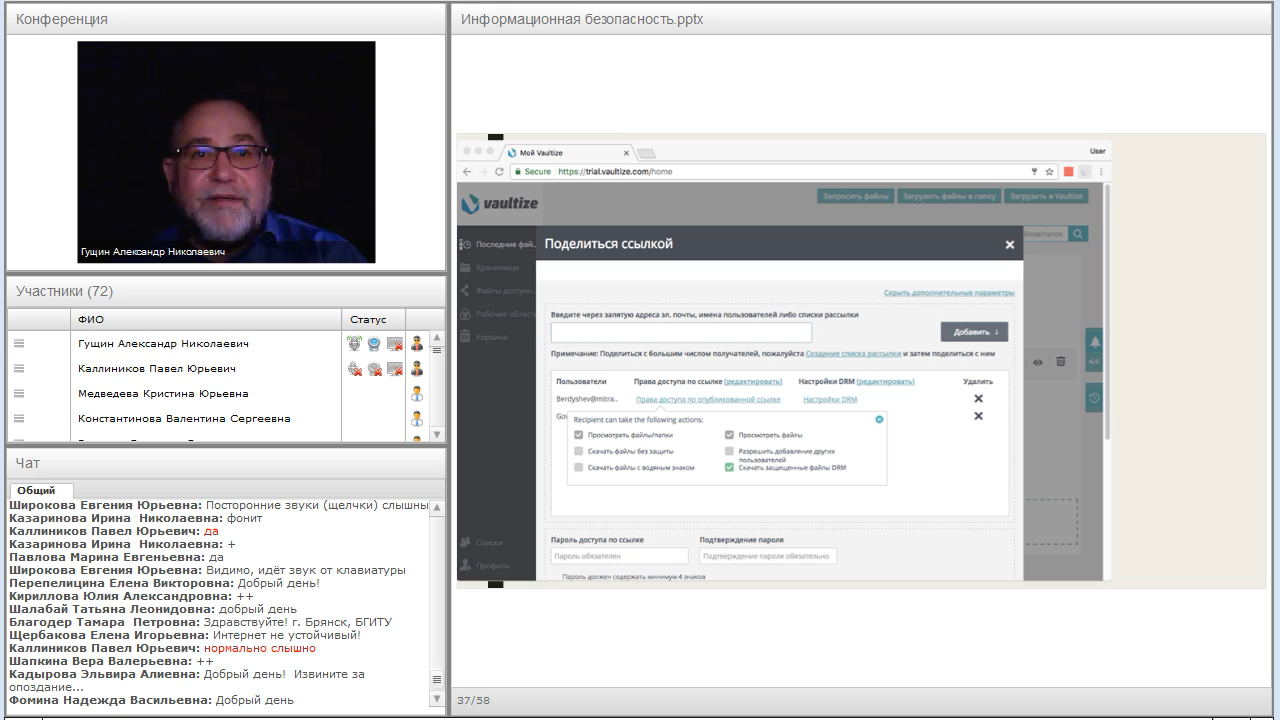 Конференция
Гущин Александр Николаевич
Участники (72)
ФИО
Статус
Гущин Александр Николаевич
Каллиников Павел Юрьевич
Медведева Кристина Юрьевна
Константинова Валентина Сергеевна
Чат
Общий
Широкова Евгения Юрьевна: Посторонние звуки (щелчки) слышны
Казаринова Ирина Николаевна: фонит
Каллиников Павел Юрьевич: да
Казаринова Ирина Николаевна: +
Павлова Марина Евгеньевна: да
Широкова Евгения Юрьевна: Видимо, идёт звук от клавиатуры
Перепелицина Елена Викторовна: Добрый день!
Кириллова Юлия Александровна: ++
Шалабай Татьяна Леонидовна: добрый день
Благодер Тамара Петровна: Здравствуйте! г. Брянск, БГИТУ
Щербакова Елена Игорьевна: Интернет не устойчивый!
Каллиников Павел Юрьевич: нормально слышно
Шапкина Вера Валерьевна: ++
Кадырова Эльвира Алиевна: Добрый день! Извините за
опоздание...
Фомина Надежда Васильевна: Добрый день
Информационная безопасность.pptx
Мой Vaultize
User
Secure
https://trial.vaultize.com/home
vaultize
Запросить файлы
Загрузить файлы в папку
Загрузить в Vaultize
Последние фай..
Хранилища
Файлы доступн..
Рабочие област
Корзина
Списки
Профиль
Поделиться ссылкой
Скрыть дополнительные параметры
Введите через запятую адреса эл. почты, имена пользователей либо списки рассылки
Добавить
Примечание: Поделиться с большим числом получателей, пожалуйста Создание списка рассылки и затем поделиться с ним
Пользователи
Права доступа по ссылке (редактировать)
Настройки DRM (редактировать)
Удалить
Berdyshev@mitra..
Права доступа по опубликованной ссылке
Настройки DRM
Recipient can take the following actions:
Просмотреть файлы/папки
Просмотреть файлы
Скачать файлы без защиты
Разрешить добавление других
пользователей
Скачать файлы с водяным знаком
Скачать защищенные файлы DRM
Пароль доступа по ссылке
Подтверждение пароля
Пароль обязателен
Подтверждение пароля обязательно
Пароль должен содержать минимум 4 знаков
<<
37/58